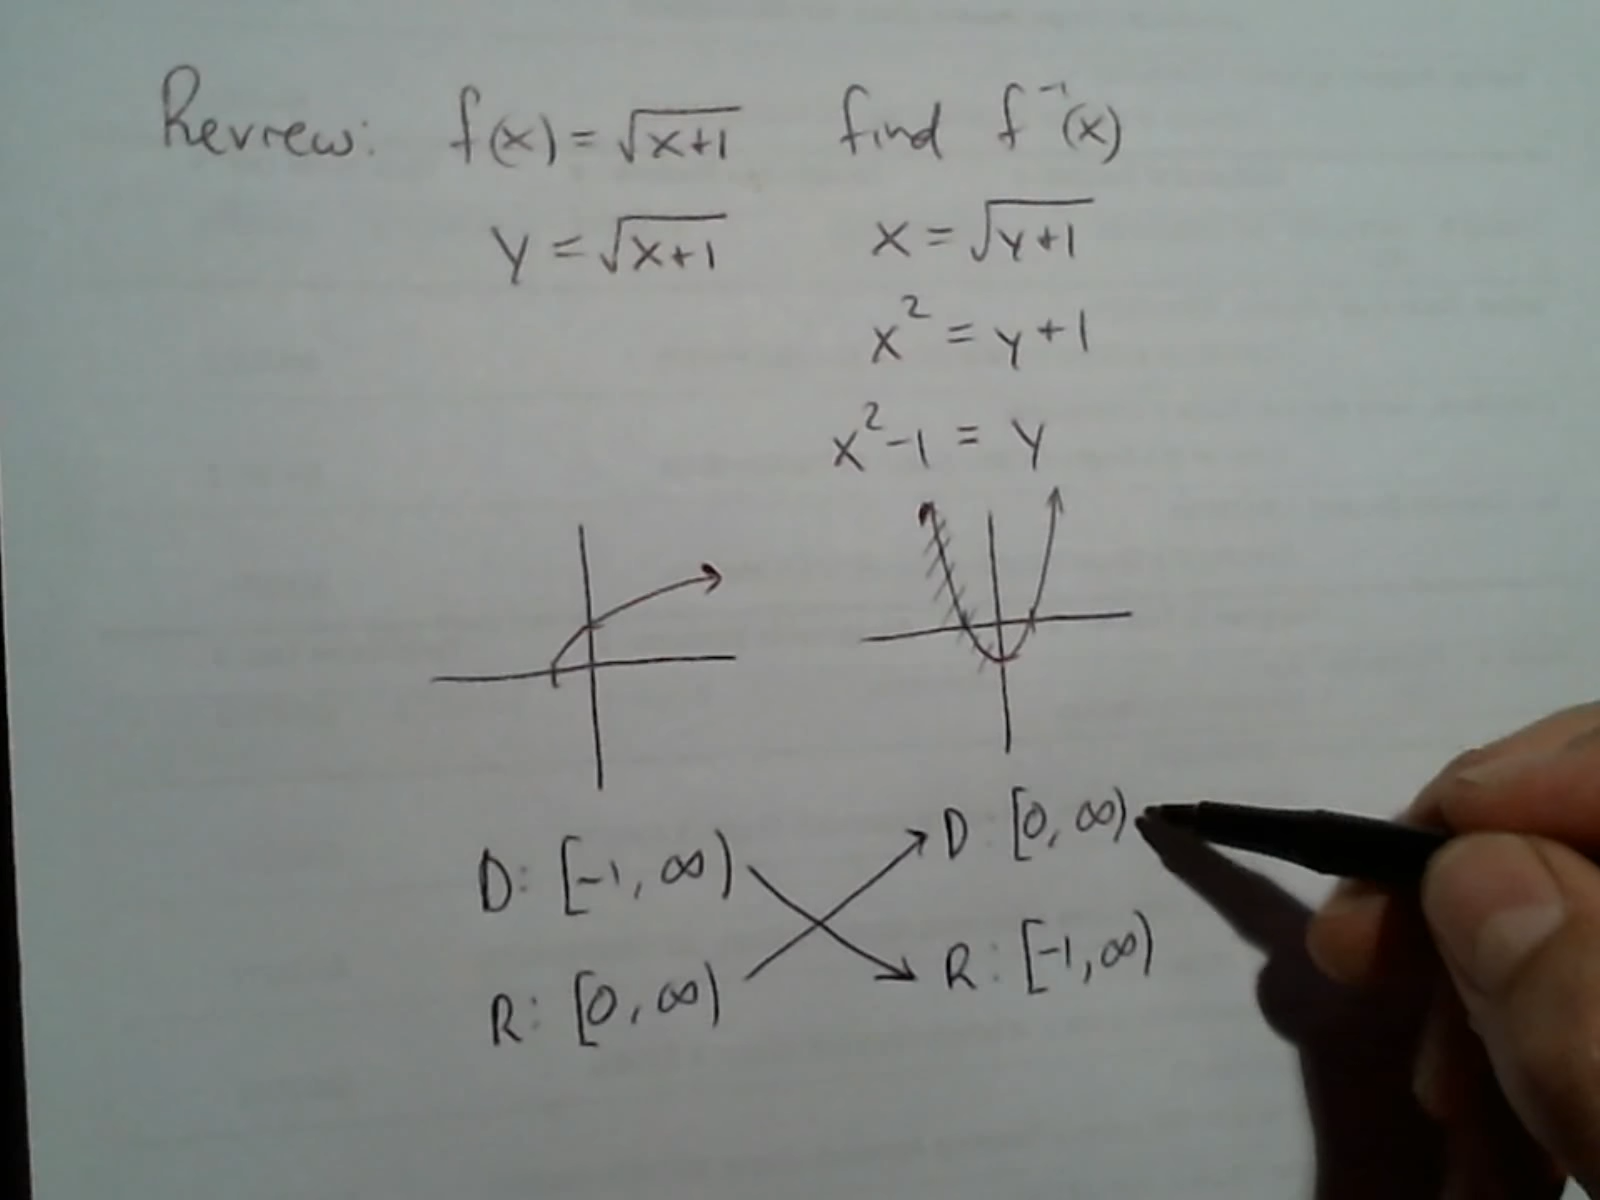 Review: f(x) = √(x+1) find f⁻¹(x)
y = √(x+1) x = √(y+1)
x² = y+1
x²-1 = y
D: [-1, ∞) D: [0, ∞)
R: [0, ∞) R: [-1, ∞)